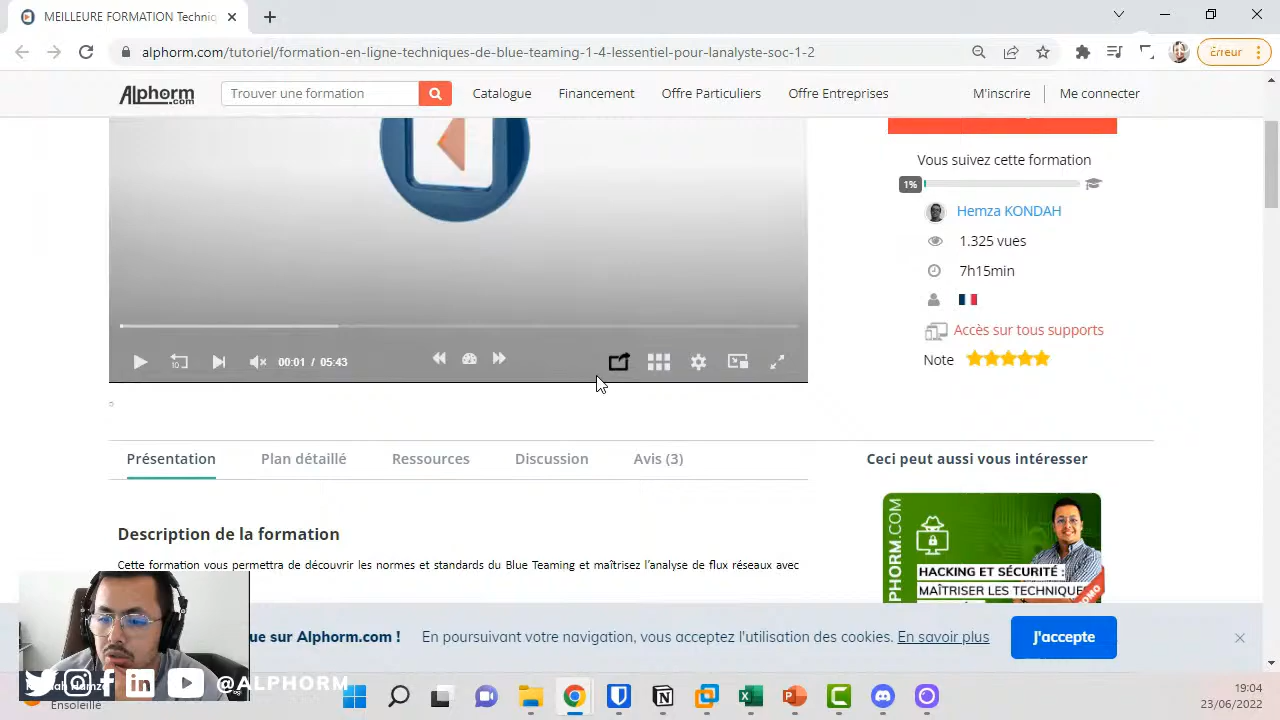 MEILLEURE FORMATION Techniq
alphorm.com/tutoriel/formation-en-ligne-techniques-de-blue-teaming-1-4-lessentiel-pour-lanalyste-soc-1-2
Erreur
Alphorm.com
Trouver une formation
Catalogue
Financement
Offre Particuliers
Offre Entreprises
M'inscrire
Me connecter
Vous suivez cette formation
1%
Hemza KONDAH
1.325 vues
7h15min
Accès sur tous supports
Note
10
00:01 / 05:43
Présentation
Plan détaillé
Ressources
Discussion
Avis (3)
Ceci peut aussi vous intéresser
Description de la formation
Cette formation vous permettra de découvrir les normes et standards du Blue Teaming et maîtrisez l'analyse de flux réseaux avec
PHORM.COM
HACKING ET SÉCURITÉ :
MAÎTRISER LES TECHNIQUES
ue sur Alphorm.com !
En poursuivant votre navigation, vous acceptez l'utilisation des cookies. En savoir plus
J'accepte
@ALPHORM
Ensoleillé
19:04
23/06/2022